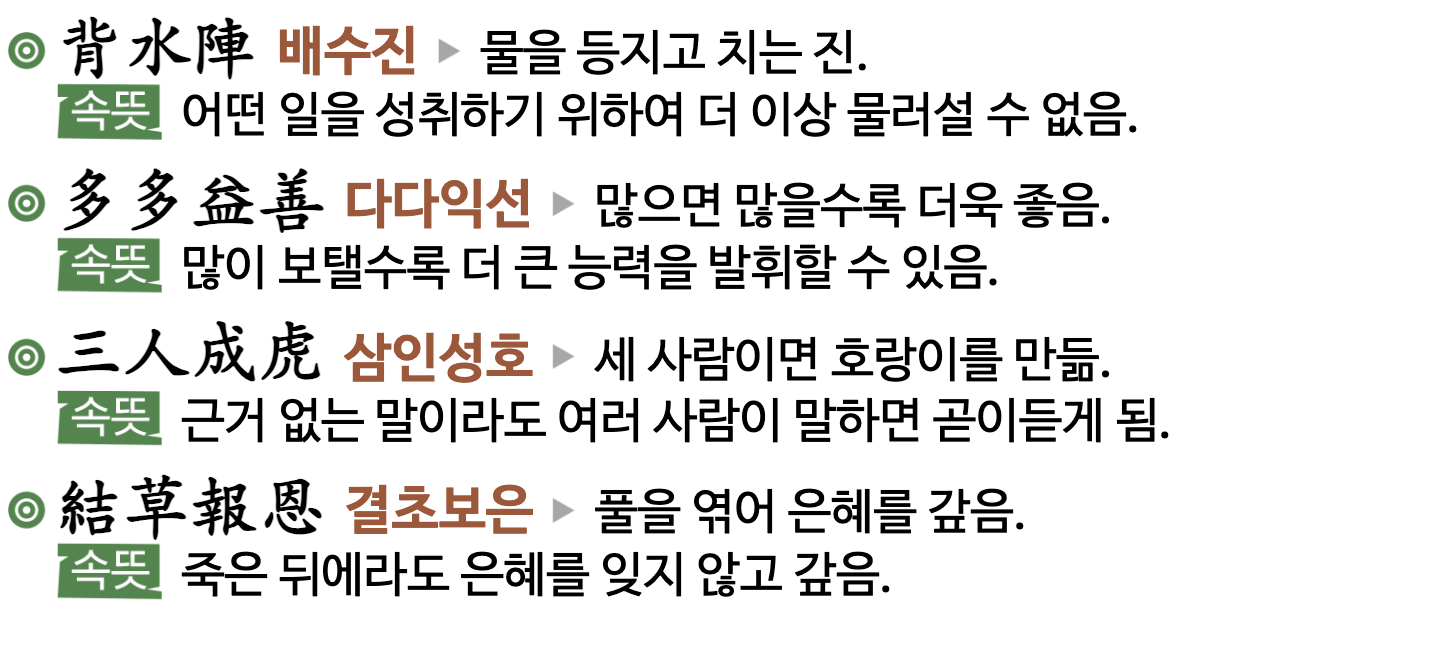 ◎ 背水陣 배수진 ▶ 물을 등지고 치는 진.
속뜻 어떤 일을 성취하기 위하여 더 이상 물러설 수 없음.
◎ 多多益善 다다익선 ▶ 많으면 많을수록 더욱 좋음.
속뜻 많이 보탤수록 더 큰 능력을 발휘할 수 있음.
◎ 三人成虎 삼인성호 ▶ 세 사람이면 호랑이를 만듦.
속뜻 근거 없는 말이라도 여러 사람이 말하면 곧이듣게 됨.
◎ 結草報恩 결초보은 ▶ 풀을 엮어 은혜를 갚음.
속뜻 죽은 뒤에라도 은혜를 잊지 않고 갚음.